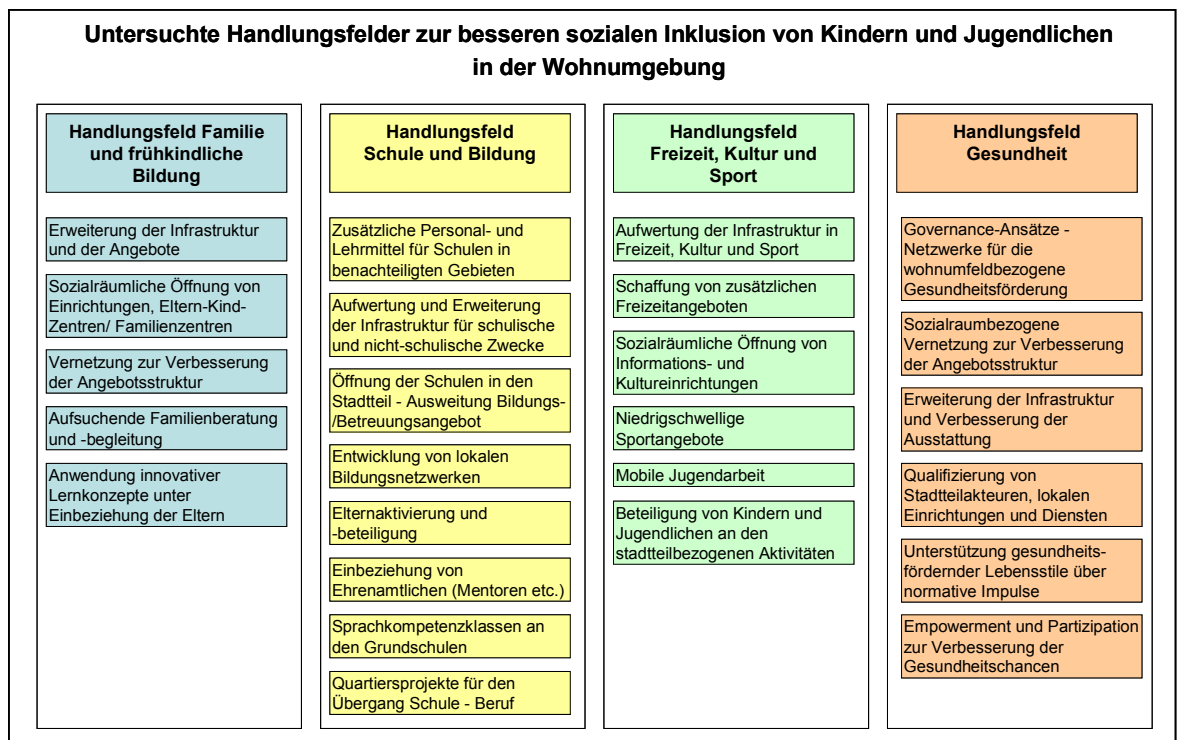 Untersuchte Handlungsfelder zur besseren sozialen Inklusion von Kindern und Jugendlichen
in der Wohnumgebung
Handlungsfeld Familie
und frühkindliche
Bildung
Erweiterung der Infrastruktur
und der Angebote
Sozialräumliche Öffnung von
Einrichtungen, Eltern-Kind-
Zentren/ Familienzentren
Vernetzung zur Verbesserung
der Angebotsstruktur
Aufsuchende Familienberatung
und -begleitung
Anwendung innovativer
Lernkonzepte unter
Einbeziehung der Eltern
Handlungsfeld
Schule und Bildung
Zusätzliche Personal- und
Lehrmittel für Schulen in
benachteiligten Gebieten
Aufwertung und Erweiterung
der Infrastruktur für schulische
und nicht-schulische Zwecke
Öffnung der Schulen in den
Stadtteil - Ausweitung Bildungs-
/Betreuungsangebot
Entwicklung von lokalen
Bildungsnetzwerken
Elternaktivierung und
-beteiligung
Einbeziehung von
Ehrenamtlichen (Mentoren etc.)
Sprachkompetenzklassen an
den Grundschulen
Quartiersprojekte für den
Übergang Schule - Beruf
Handlungsfeld
Freizeit, Kultur und
Sport
Aufwertung der Infrastruktur in
Freizeit, Kultur und Sport
Schaffung von zusätzlichen
Freizeitangeboten
Sozialräumliche Öffnung von
Informations- und
Kultureinrichtungen
Niedrigschwellige
Sportangebote
Mobile Jugendarbeit
Beteiligung von Kindern und
Jugendlichen an den
stadtteilbezogenen Aktivitäten
Handlungsfeld
Gesundheit
Governance-Ansätze -
Netzwerke für die
wohnumfeldbezogene
Gesundheitsförderung
Sozialraumbezogene
Vernetzung zur Verbesserung
der Angebotsstruktur
Erweiterung der Infrastruktur
und Verbesserung der
Ausstattung
Qualifizierung von
Stadtteilakteuren, lokalen
Einrichtungen und Diensten
Unterstützung gesundheits-
fördernder Lebensstile über
normative Impulse
Empowerment und Partizipation
zur Verbesserung der
Gesundheitschancen